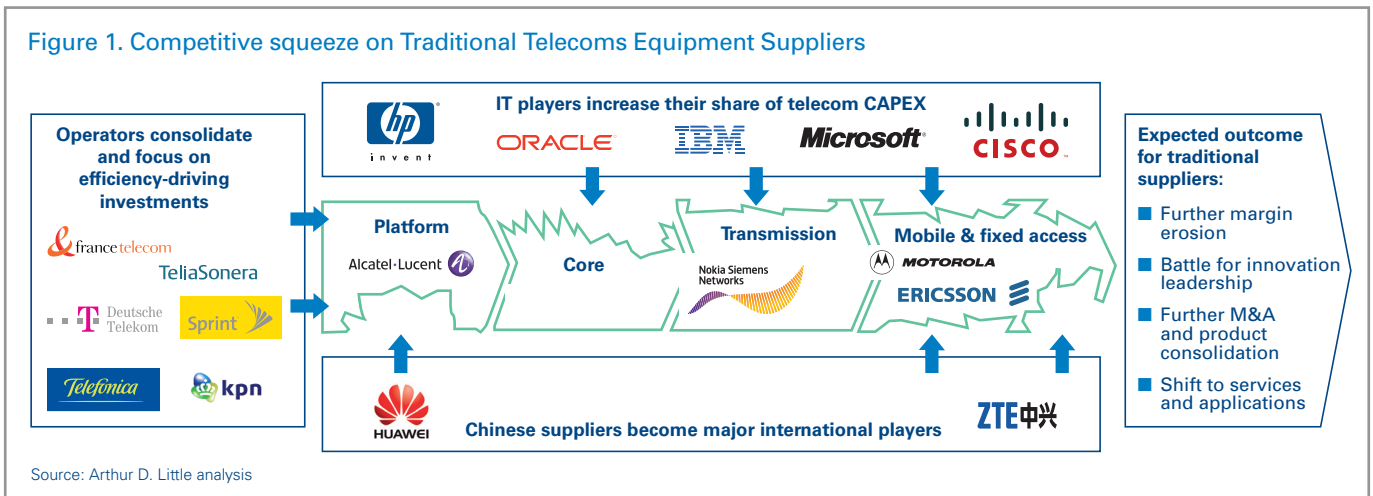 Figure 1. Competitive squeeze on Traditional Telecoms Equipment Suppliers
Operators consolidate
and focus on
efficiency-driving
investments
& francetelecom
TeliaSonera
T Deutsche
Telekom
Sprint
Telefónica
kpn
hp
invent
IT players increase their share of telecom CAPEX
ORACLE
IBM
Microsoft
CISCO
Platform
Alcatel·Lucent
Core
Transmission
Nokia Siemens
Networks
Mobile & fixed access
MOTOROLA
ERICSSON
HUAWEI
Chinese suppliers become major international players
ZTE中兴
Expected outcome
for traditional
suppliers:
■ Further margin
erosion
■ Battle for innovation
leadership
■ Further M&A
and product
consolidation
■ Shift to services
and applications
Source: Arthur D. Little analysis